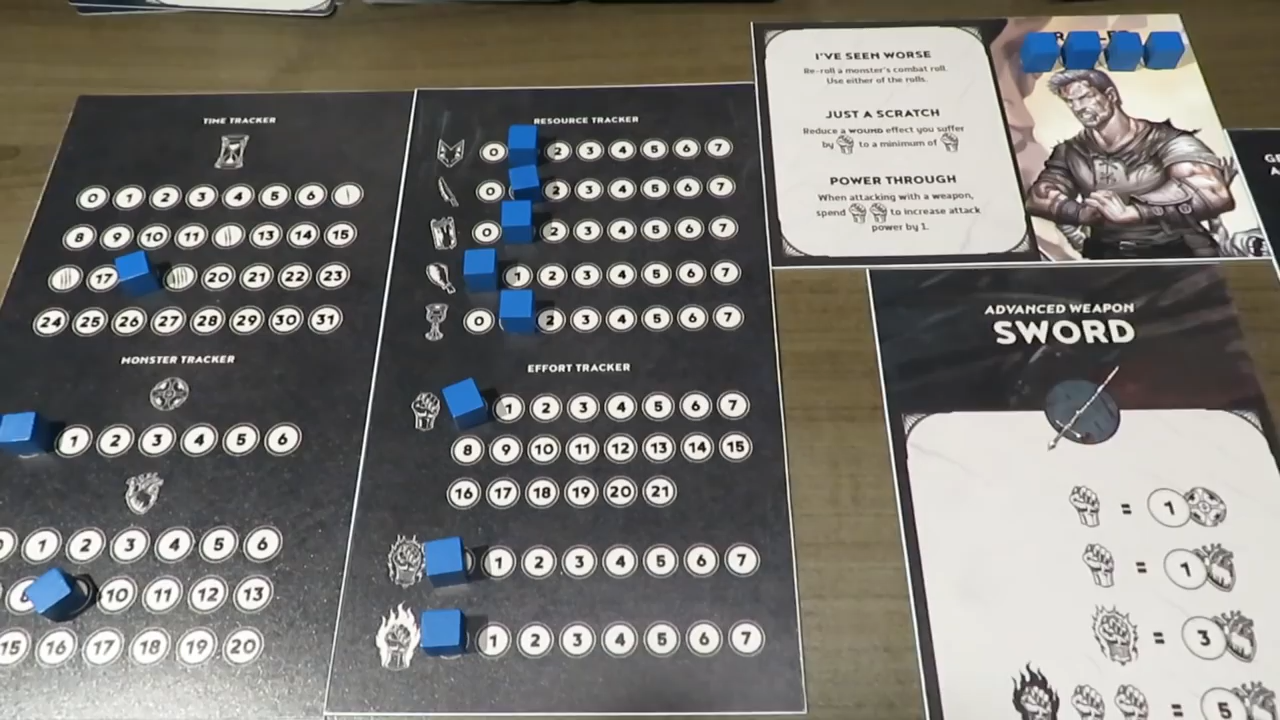 TIME TRACKER
0 1 2 3 4 5 6
8 9 10 11 13 14 15
17 20 21 22 23
24 25 26 27 28 29 30 31
MONSTER TRACKER
1 2 3 4 5 6
1 2 3 4 5 6
10 11 12 13
15 16 17 18 19 20
RESOURCE TRACKER
0 2 3 4 5 6 7
0 2 3 4 5 6 7
0 2 3 4 5 6 7
1 2 3 4 5 6 7
0 2 3 4 5 6 7
EFFORT TRACKER
1 2 3 4 5 6 7
8 9 10 11 12 13 14 15
16 17 18 19 20 21
1 2 3 4 5 6 7
1 2 3 4 5 6 7
I'VE SEEN WORSE
Re-roll a monster's combat roll.
Use either of the rolls.
JUST A SCRATCH
Reduce a WOUND effect you suffer
by to a minimum of
POWER THROUGH
When attacking with a weapon,
spend to increase attack
power by 1.
ADVANCED WEAPON
SWORD
= 1
= 1
= 3
= 5